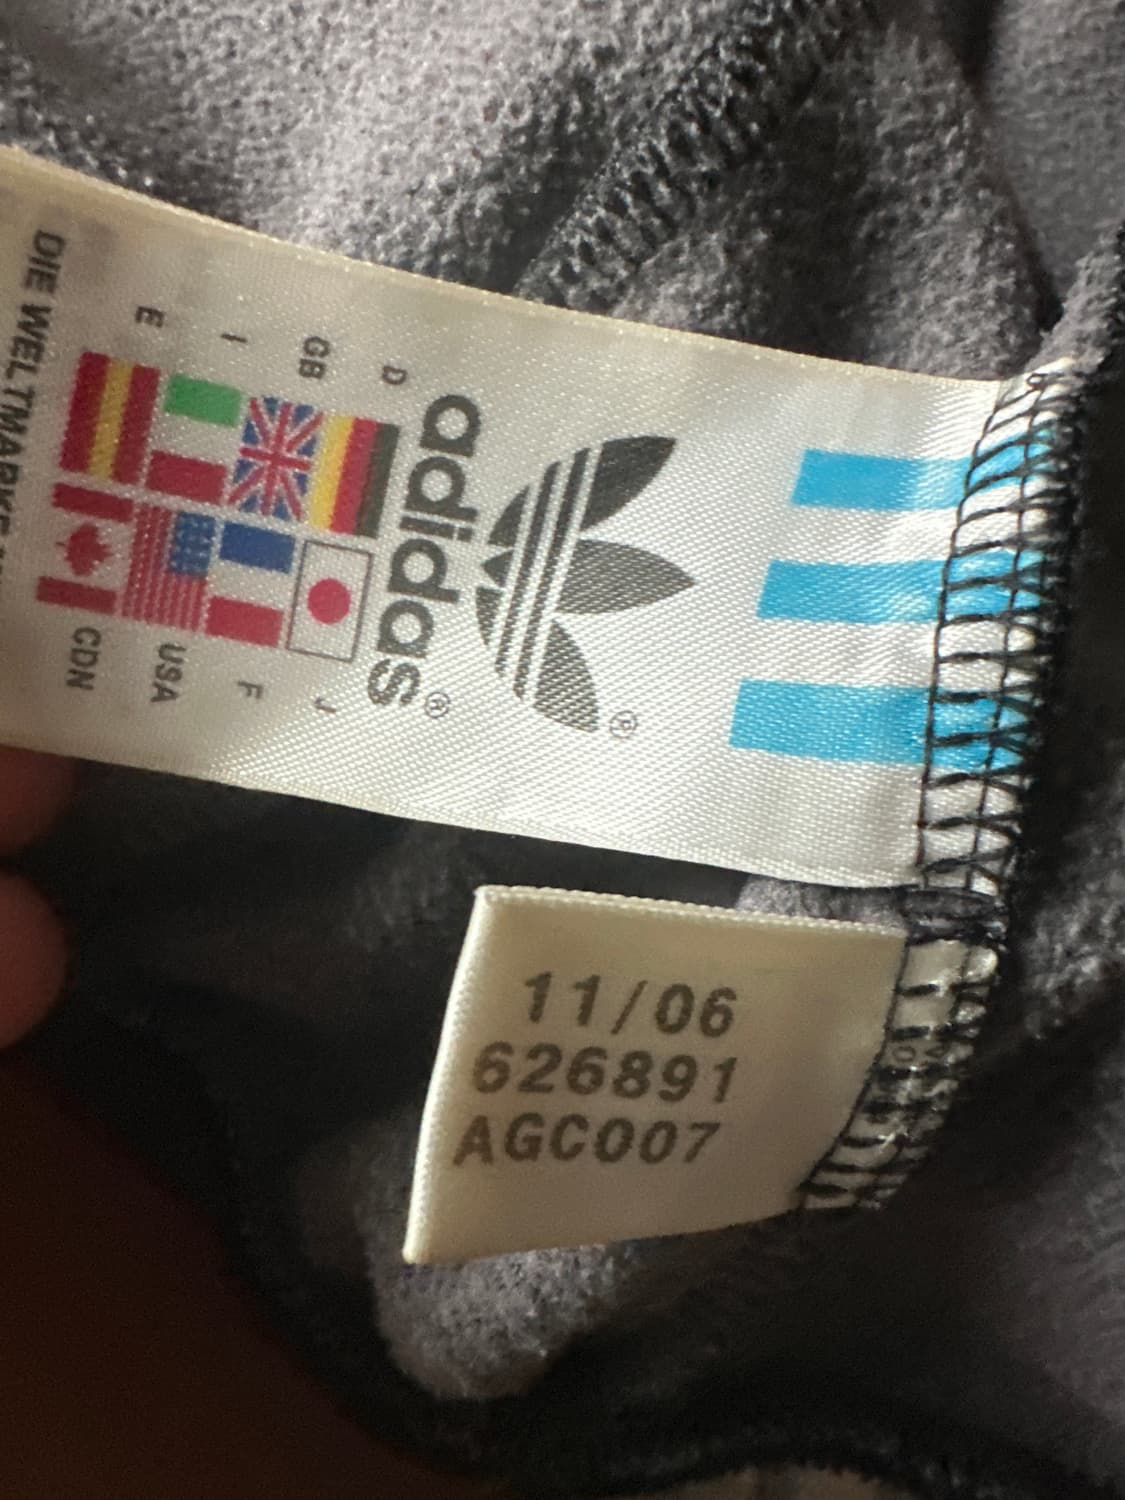 ®
adidas®
D J
GB F
I USA
E CDN
DIE WELTMARKE
11/06
626891
AGC007